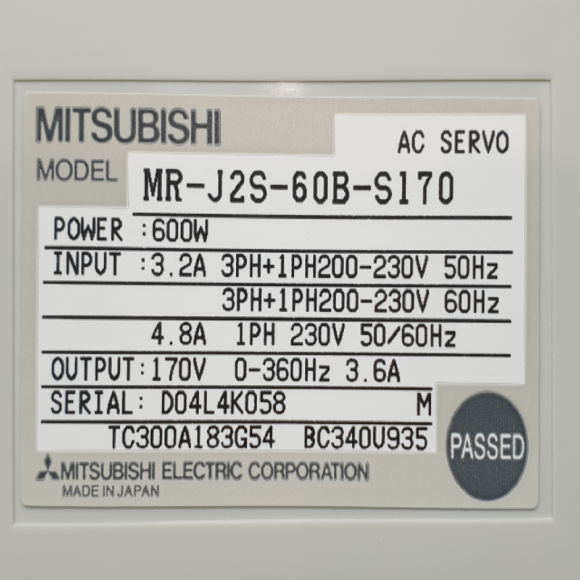 MITSUBISHI
AC SERVO
MODEL MR-J2S-60B-S170
POWER :600W
INPUT :3.2A 3PH+1PH200-230V 50Hz
3PH+1PH200-230V 60Hz
4.8A 1PH 230V 50/60Hz
OUTPUT:170V 0-360Hz 3.6A
SERIAL: D04L4K058 M
TC300A183G54 BC340U935
PASSED
MITSUBISHI ELECTRIC CORPORATION
MADE IN JAPAN